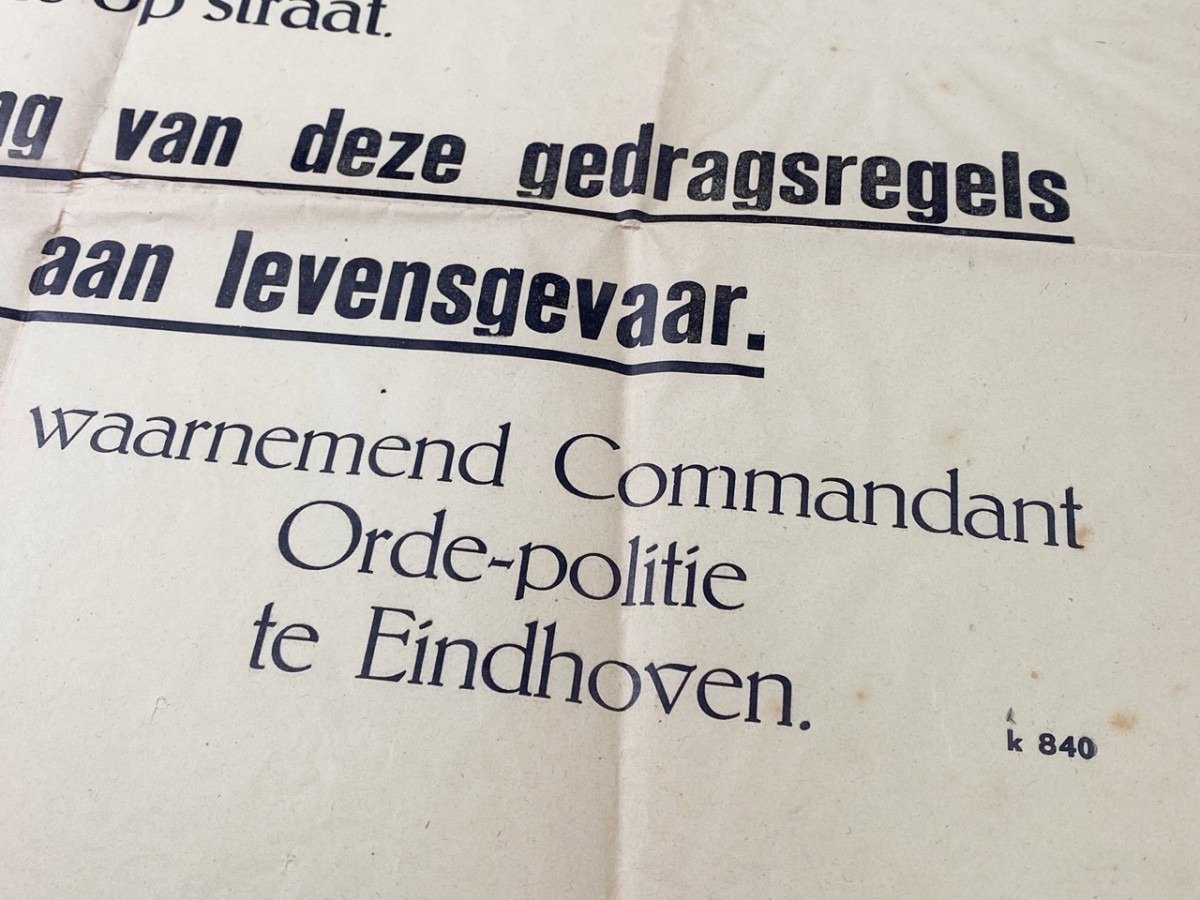 op straat.
van deze gedragsregels
aan levensgevaar.
waarnemend Commandant
Orde-politie
te Eindhoven.
k 840